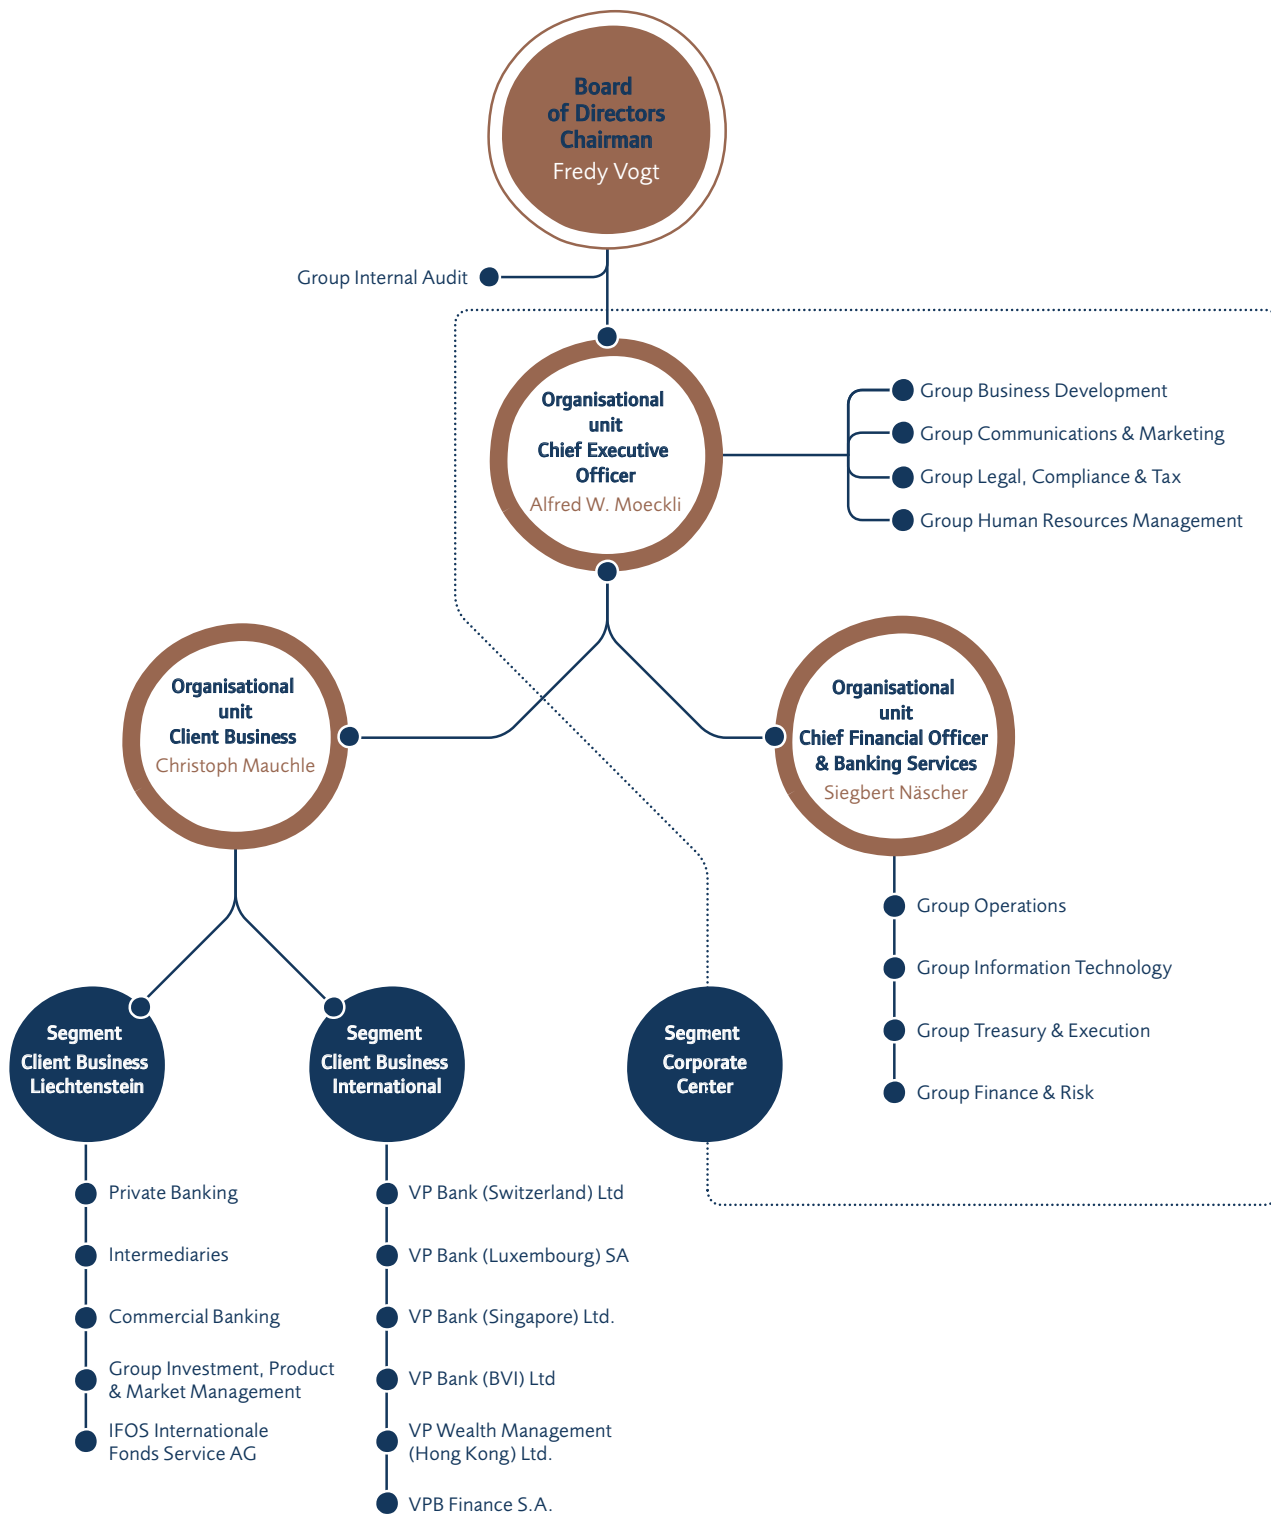 Board
of Directors
Chairman
Fredy Vogt
Group Internal Audit
Organisational
unit
Chief Executive
Officer
Alfred W. Moeckli
Group Business Development
Group Communications & Marketing
Group Legal, Compliance & Tax
Group Human Resources Management
Organisational
unit
Client Business
Christoph Mauchle
Organisational
unit
Chief Financial Officer
& Banking Services
Siegbert Näscher
Group Operations
Group Information Technology
Group Treasury & Execution
Group Finance & Risk
Segment
Client Business
Liechtenstein
Segment
Client Business
International
Segment
Corporate
Center
Private Banking
Intermediaries
Commercial Banking
Group Investment, Product
& Market Management
IFOS Internationale
Fonds Service AG
VP Bank (Switzerland) Ltd
VP Bank (Luxembourg) SA
VP Bank (Singapore) Ltd.
VP Bank (BVI) Ltd
VP Wealth Management
(Hong Kong) Ltd.
VPB Finance S.A.